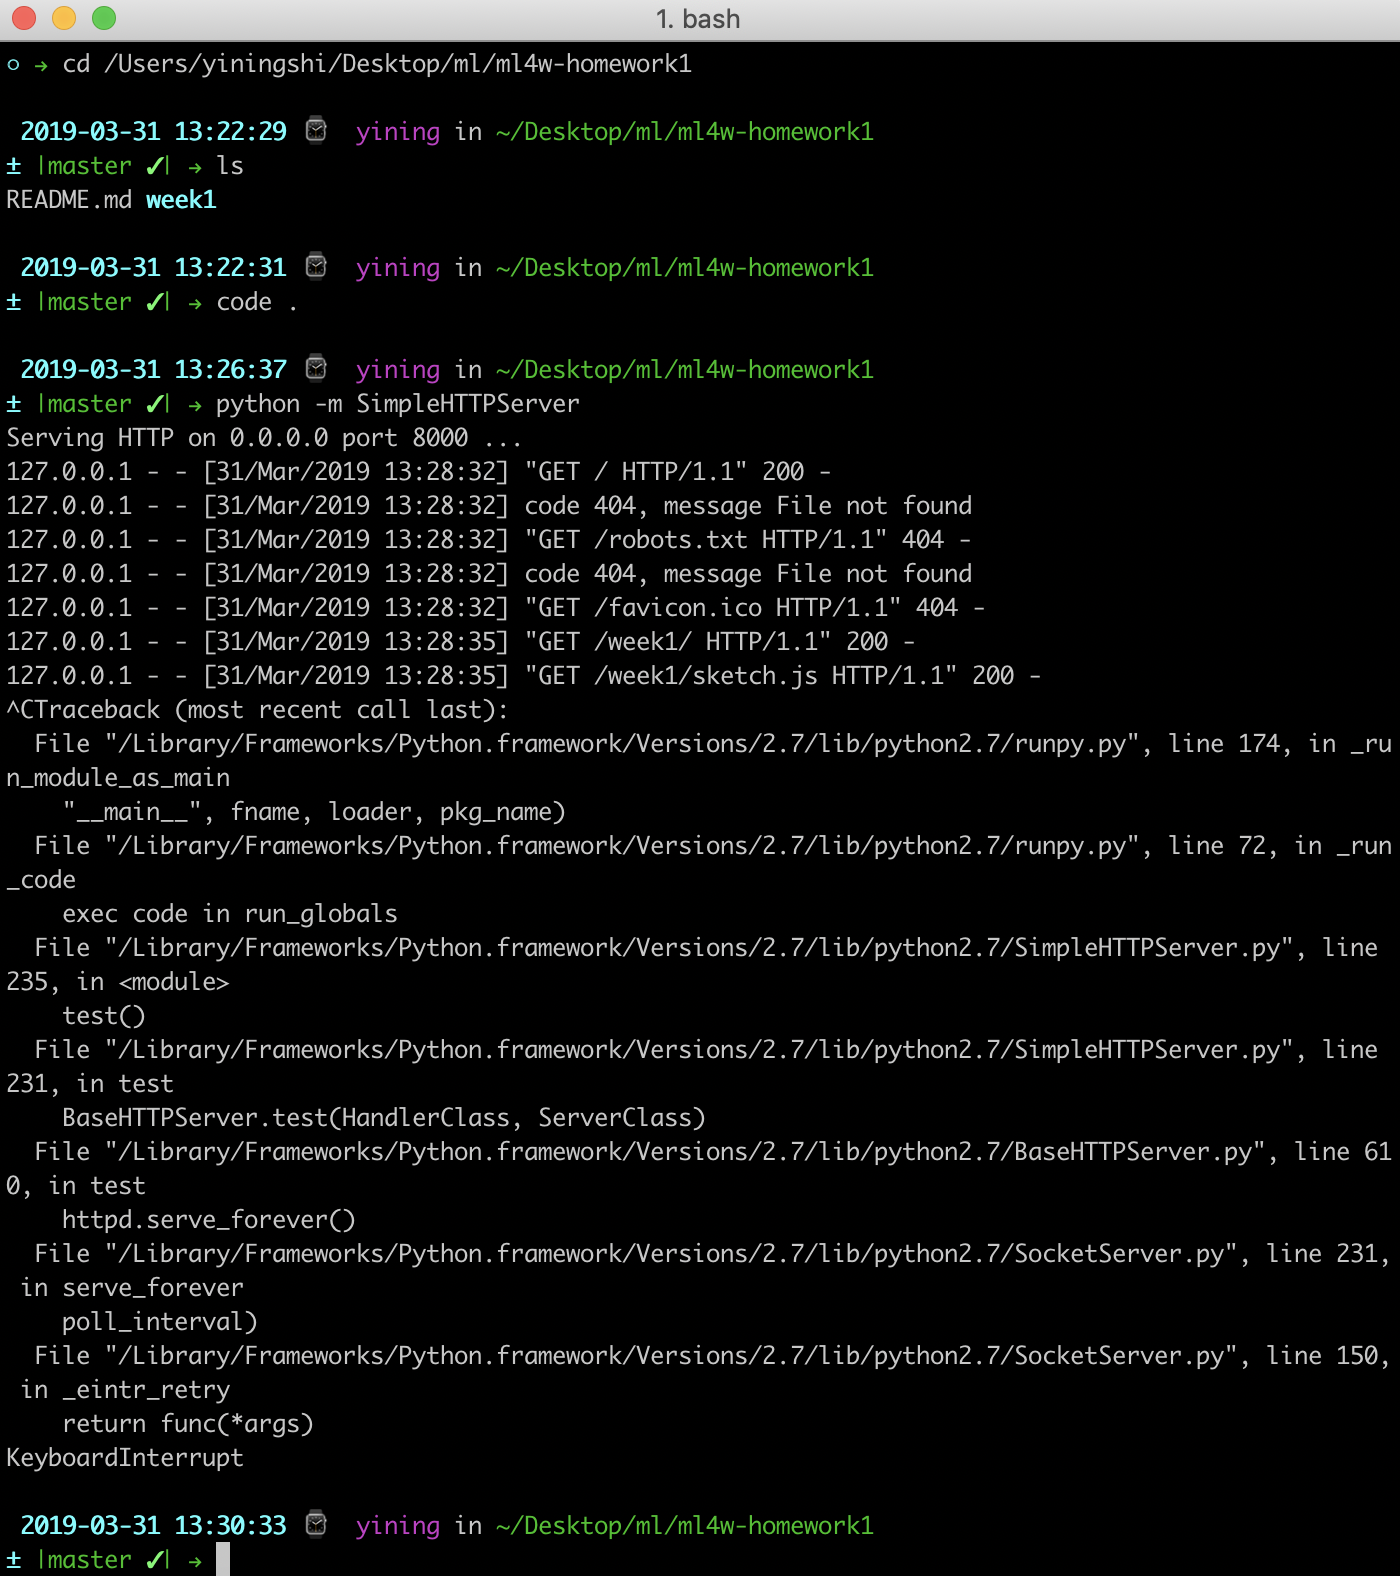 1. bash
○ → cd /Users/yiningshi/Desktop/ml/ml4w-homework1
2019-03-31 13:22:29 ⌚ yining in ~/Desktop/ml/ml4w-homework1
± |master ✓| → ls
README.md week1
2019-03-31 13:22:31 ⌚ yining in ~/Desktop/ml/ml4w-homework1
± |master ✓| → code .
2019-03-31 13:26:37 ⌚ yining in ~/Desktop/ml/ml4w-homework1
± |master ✓| → python -m SimpleHTTPServer
Serving HTTP on 0.0.0.0 port 8000 ...
127.0.0.1 - - [31/Mar/2019 13:28:32] "GET / HTTP/1.1" 200 -
127.0.0.1 - - [31/Mar/2019 13:28:32] code 404, message File not found
127.0.0.1 - - [31/Mar/2019 13:28:32] "GET /robots.txt HTTP/1.1" 404 -
127.0.0.1 - - [31/Mar/2019 13:28:32] code 404, message File not found
127.0.0.1 - - [31/Mar/2019 13:28:32] "GET /favicon.ico HTTP/1.1" 404 -
127.0.0.1 - - [31/Mar/2019 13:28:35] "GET /week1/ HTTP/1.1" 200 -
127.0.0.1 - - [31/Mar/2019 13:28:35] "GET /week1/sketch.js HTTP/1.1" 200 -
^CTraceback (most recent call last):
  File "/Library/Frameworks/Python.framework/Versions/2.7/lib/python2.7/runpy.py", line 174, in _ru
n_module_as_main
    "__main__", fname, loader, pkg_name)
  File "/Library/Frameworks/Python.framework/Versions/2.7/lib/python2.7/runpy.py", line 72, in _run
_code
    exec code in run_globals
  File "/Library/Frameworks/Python.framework/Versions/2.7/lib/python2.7/SimpleHTTPServer.py", line
235, in <module>
    test()
  File "/Library/Frameworks/Python.framework/Versions/2.7/lib/python2.7/SimpleHTTPServer.py", line
231, in test
    BaseHTTPServer.test(HandlerClass, ServerClass)
  File "/Library/Frameworks/Python.framework/Versions/2.7/lib/python2.7/BaseHTTPServer.py", line 61
0, in test
    httpd.serve_forever()
  File "/Library/Frameworks/Python.framework/Versions/2.7/lib/python2.7/SocketServer.py", line 231,
 in serve_forever
    poll_interval)
  File "/Library/Frameworks/Python.framework/Versions/2.7/lib/python2.7/SocketServer.py", line 150,
 in _eintr_retry
    return func(*args)
KeyboardInterrupt
2019-03-31 13:30:33 ⌚ yining in ~/Desktop/ml/ml4w-homework1
± |master ✓| →